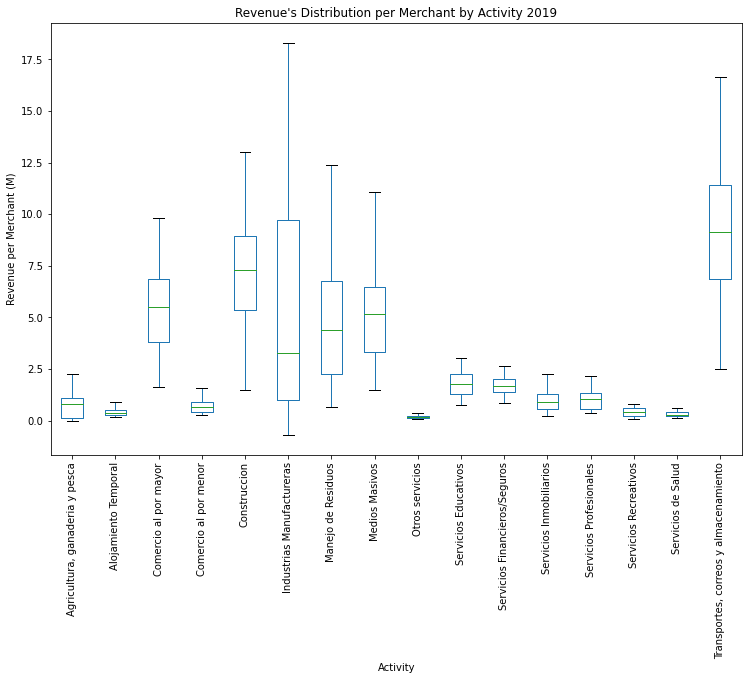 Revenue's Distribution per Merchant by Activity 2019
Revenue per Merchant (M)
17.5
15.0
12.5
10.0
7.5
5.0
2.5
0.0
Agricultura, ganaderia y pesca
Alojamiento Temporal
Comercio al por mayor
Comercio al por menor
Construccion
Industrias Manufactureras
Manejo de Residuos
Medios Masivos
Otros servicios
Servicios Educativos
Servicios Financieros/Seguros
Servicios Inmobiliarios
Servicios Profesionales
Servicios Recreativos
Servicios de Salud
Transportes, correos y almacenamiento
Activity